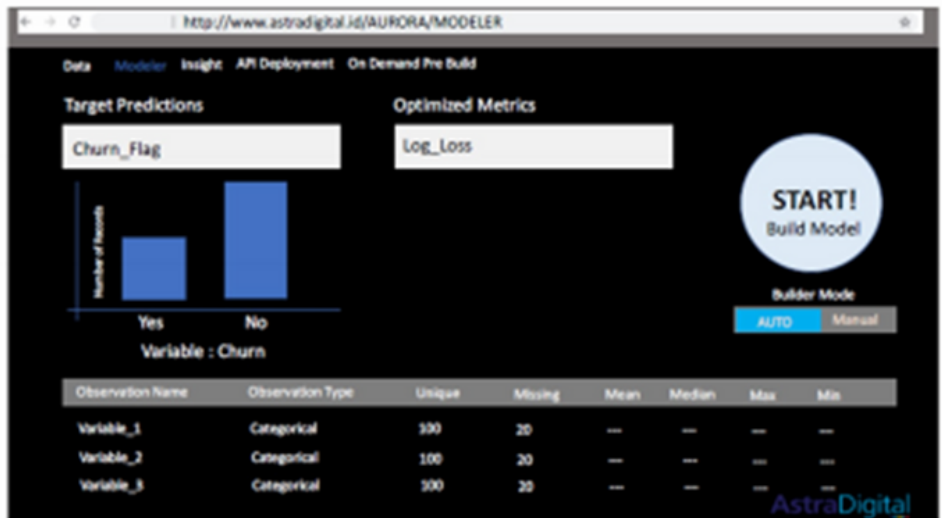 http://www.astradigital.id/AURORA/MODELER
Data Modeler Insight API Deployment On Demand Pre Build
Target Predictions
Optimized Metrics
Churn_Flag
Log_Loss
START!
Build Model
Number of Records
Yes No
Variable : Churn
Builder Mode
AUTO Manual
Observation Name Observation Type Unique Missing Mean Median Max Min
Variable_1 Categorical 100 20 --- --- --- ---
Variable_2 Categorical 100 20 --- --- --- ---
Variable_3 Categorical 100 20 --- --- --- ---
AstraDigital